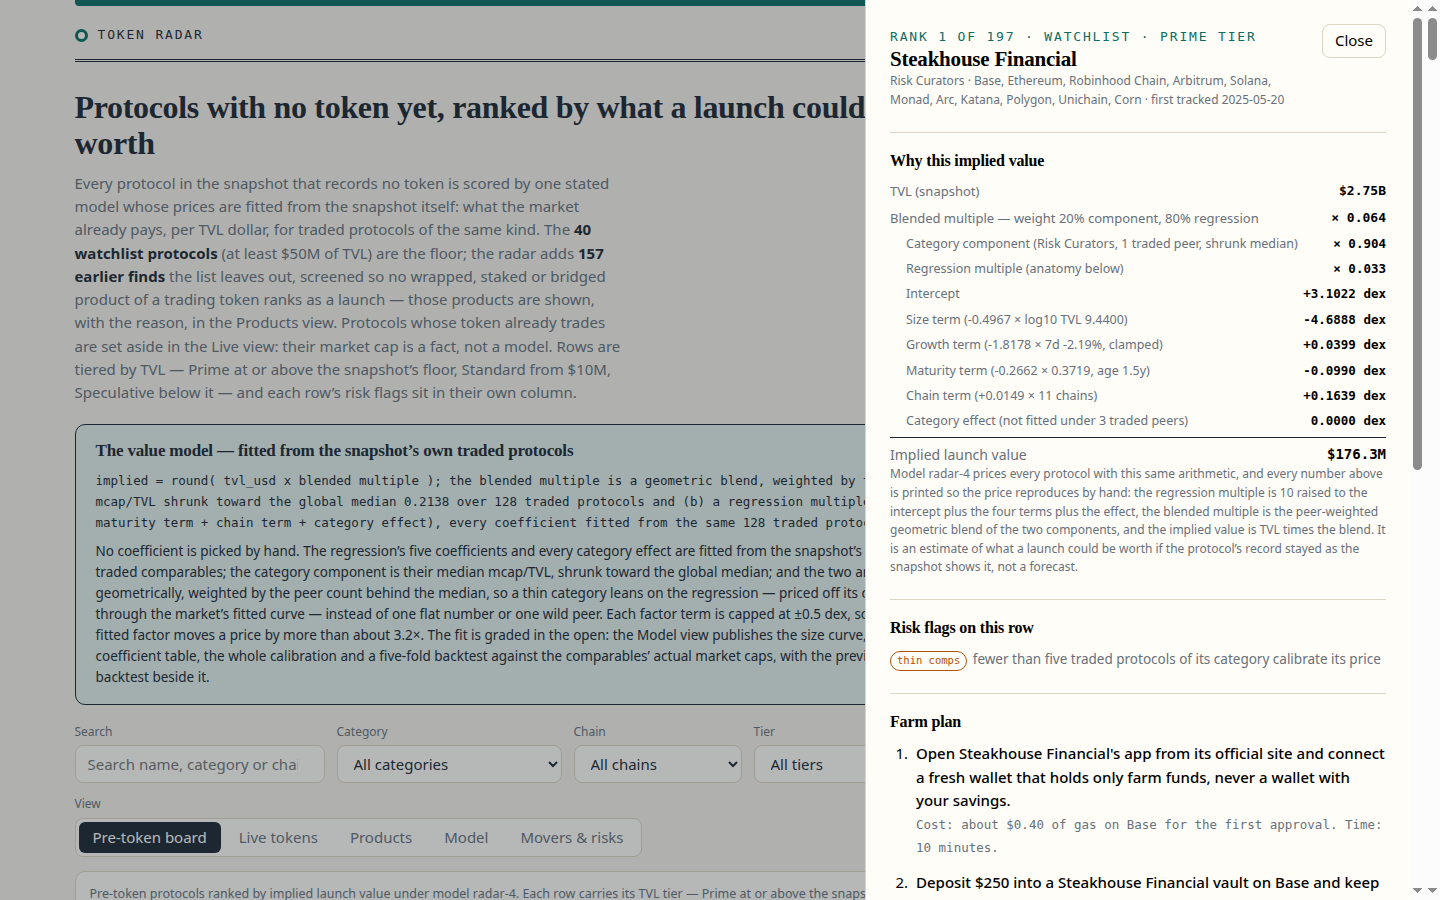 TOKEN RADAR
Protocols with no token yet, ranked by what a launch could
worth
Every protocol in the snapshot that records no token is scored by one stated
model whose prices are fitted from the snapshot itself: what the market
already pays, per TVL dollar, for traded protocols of the same kind. The 40
watchlist protocols (at least $50M of TVL) are the floor; the radar adds 157
earlier finds the list leaves out, screened so no wrapped, staked or bridged
product of a trading token ranks as a launch — those products are shown,
with the reason, in the Products view. Protocols whose token already trades
are set aside in the Live view: their market cap is a fact, not a model. Rows are
tiered by TVL — Prime at or above the snapshot’s floor, Standard from $10M,
Speculative below it — and each row’s risk flags sit in their own column.
The value model — fitted from the snapshot’s own traded protocols
implied = round( tvl_usd x blended multiple ); the blended multiple is a geometric blend, weighted by
mcap/TVL shrunk toward the global median 0.2138 over 128 traded protocols and (b) a regression multiple
maturity term + chain term + category effect), every coefficient fitted from the same 128 traded
No coefficient is picked by hand. The regression’s five coefficients and every category effect are fitted from the snapshot’s
traded comparables; the category component is their median mcap/TVL, shrunk toward the global median; and the two
geometrically, weighted by the peer count behind the median, so a thin category leans on the regression — priced off its
through the market’s fitted curve — instead of one flat number or one wild peer. Each factor term is capped at ±0.5 dex,
fitted factor moves a price by more than about 3.2×. The fit is graded in the open: the Model view publishes the size curve,
coefficient table, the whole calibration and a five-fold backtest against the comparables’ actual market caps, with the
backtest beside it.
Search
Category
Chain
Tier
Search name, category or chai
All categories
All chains
All tiers
View
Pre-token board
Live tokens
Products
Model
Movers & risks
Pre-token protocols ranked by implied launch value under model radar-4. Each row carries its TVL tier — Prime at or above the
RANK 1 OF 197 · WATCHLIST · PRIME TIER
Close
Steakhouse Financial
Risk Curators · Base, Ethereum, Robinhood Chain, Arbitrum, Solana,
Monad, Arc, Katana, Polygon, Unichain, Corn · first tracked 2025-05-20
Why this implied value
TVL (snapshot) $2.75B
Blended multiple — weight 20% component, 80% regression × 0.064
Category component (Risk Curators, 1 traded peer, shrunk median) × 0.904
Regression multiple (anatomy below) × 0.033
Intercept +3.1022 dex
Size term (-0.4967 × log10 TVL 9.4400) -4.6888 dex
Growth term (-1.8178 × 7d -2.19%, clamped) +0.0399 dex
Maturity term (-0.2662 × 0.3719, age 1.5y) -0.0990 dex
Chain term (+0.0149 × 11 chains) +0.1639 dex
Category effect (not fitted under 3 traded peers) 0.0000 dex
Implied launch value $176.3M
Model radar-4 prices every protocol with this same arithmetic, and every number above
is printed so the price reproduces by hand: the regression multiple is 10 raised to the
intercept plus the four terms plus the effect, the blended multiple is the peer-weighted
geometric blend of the two components, and the implied value is TVL times the blend. It
is an estimate of what a launch could be worth if the protocol’s record stayed as the
snapshot shows it, not a forecast.
Risk flags on this row
thin comps fewer than five traded protocols of its category calibrate its price
Farm plan
1. Open Steakhouse Financial's app from its official site and connect
a fresh wallet that holds only farm funds, never a wallet with
your savings.
Cost: about $0.40 of gas on Base for the first approval. Time:
10 minutes.
2. Deposit $250 into a Steakhouse Financial vault on Base and keep